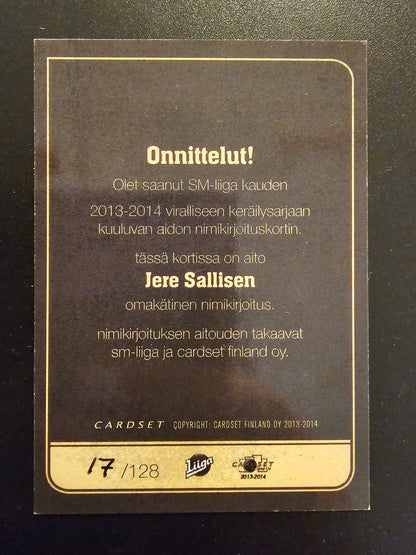 Onnittelut!
Olet saanut SM-liiga kauden
2013-2014 viralliseen keräilysarjaan
kuuluvan aidon nimikirjoituskortin.
tässä kortissa on aito
Jere Sallisen
omakätinen nimikirjoitus.
nimikirjoituksen aitouden takaavat
sm-liiga ja cardset finland oy.
CARDSET COPYRIGHT: CARDSET FINLAND OY 2013-2014
17 /128 Liiga CARDSET
2013-2014